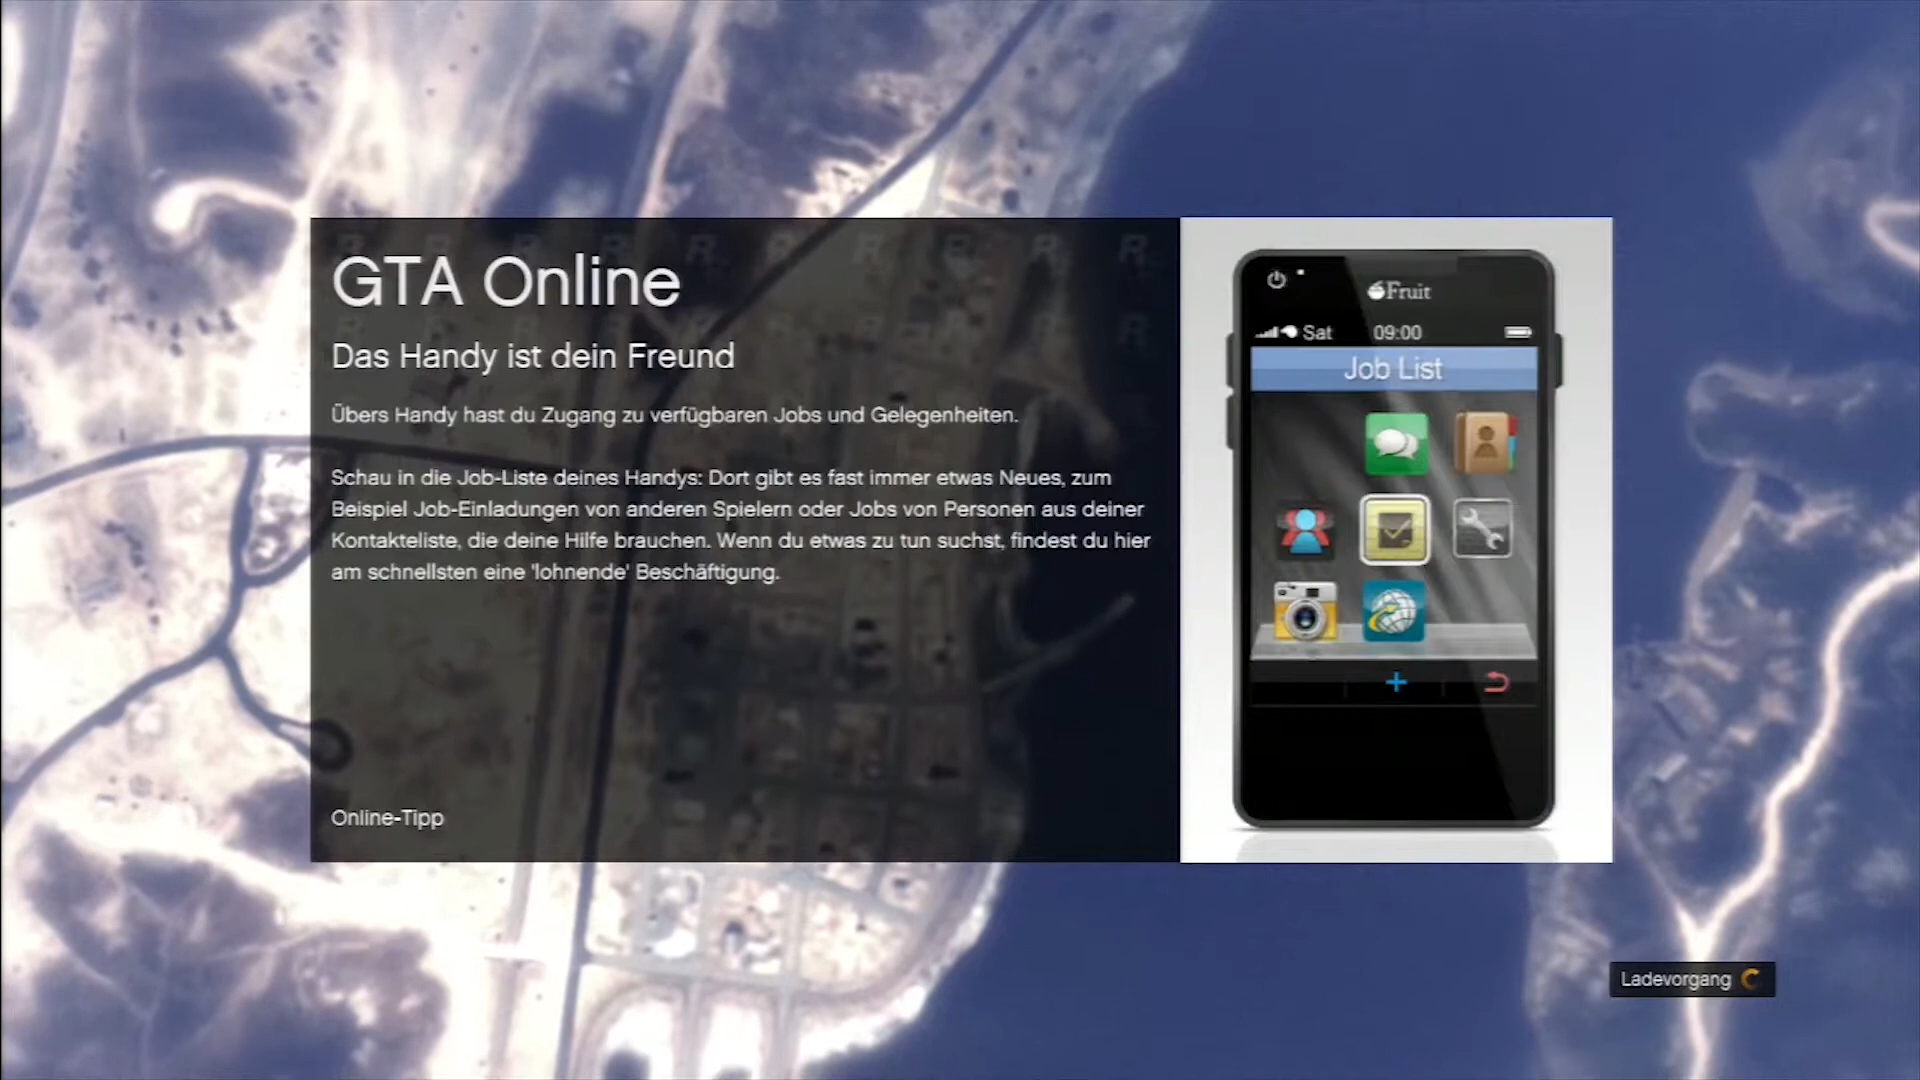 GTA Online
Das Handy ist dein Freund
Übers Handy hast du Zugang zu verfügbaren Jobs und Gelegenheiten.
Schau in die Job-Liste deines Handys: Dort gibt es fast immer etwas Neues, zum
Beispiel Job-Einladungen von anderen Spielern oder Jobs von Personen aus deiner
Kontakteliste, die deine Hilfe brauchen. Wenn du etwas zu tun suchst, findest du hier
am schnellsten eine 'lohnende' Beschäftigung.
Online-Tipp
Fruit
Sat 09:00
Job List
Ladevorgang